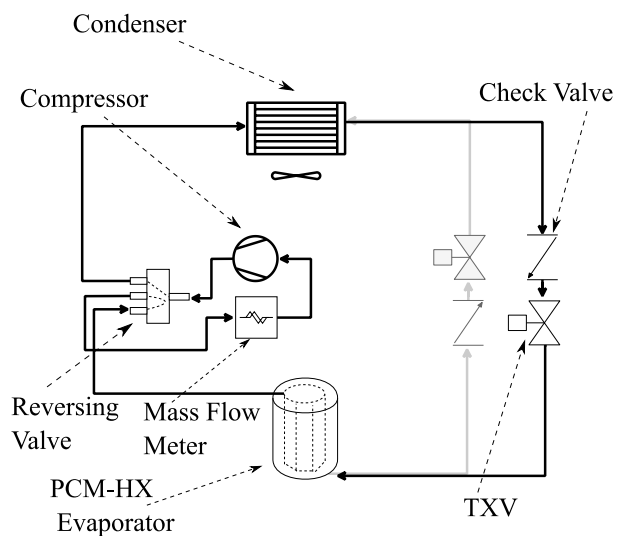 Condenser
Compressor
Check Valve
Reversing
Valve
Mass Flow
Meter
PCM-HX
Evaporator
TXV